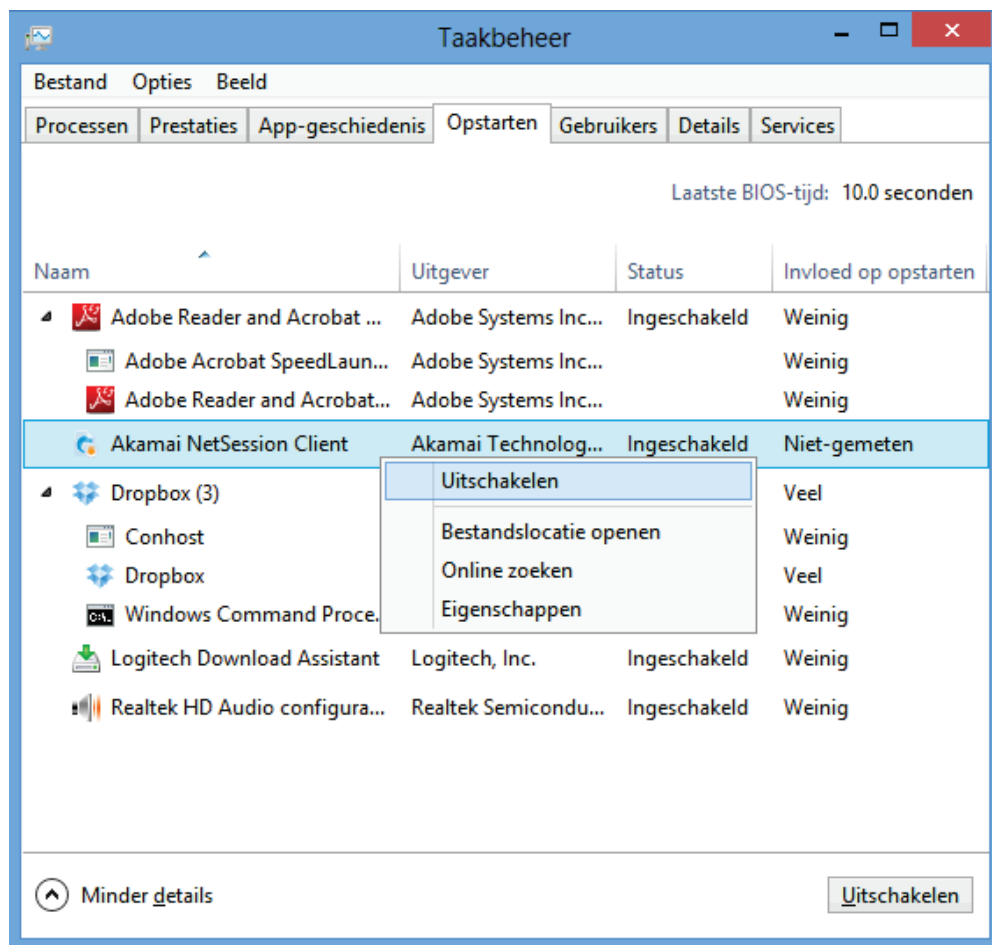 Taakbeheer
Bestand Opties Beeld
Processen Prestaties App-geschiedenis Opstarten Gebruikers Details Services
Laatste BIOS-tijd: 10.0 seconden
Naam Uitgever Status Invloed op opstarten
Adobe Reader and Acrobat ... Adobe Systems Inc... Ingeschakeld Weinig
Adobe Acrobat SpeedLaun... Adobe Systems Inc... Weinig
Adobe Reader and Acrobat... Adobe Systems Inc... Weinig
Akamai NetSession Client Akamai Technolog... Ingeschakeld Niet-gemeten
Uitschakelen
Dropbox (3) Veel
Bestandslocatie openen
Conhost Weinig
Online zoeken
Dropbox Veel
Eigenschappen
Windows Command Proce. Weinig
Logitech Download Assistant Logitech, Inc. Ingeschakeld Weinig
Realtek HD Audio configura... Realtek Semicondu... Ingeschakeld Weinig
Minder details Uitschakelen